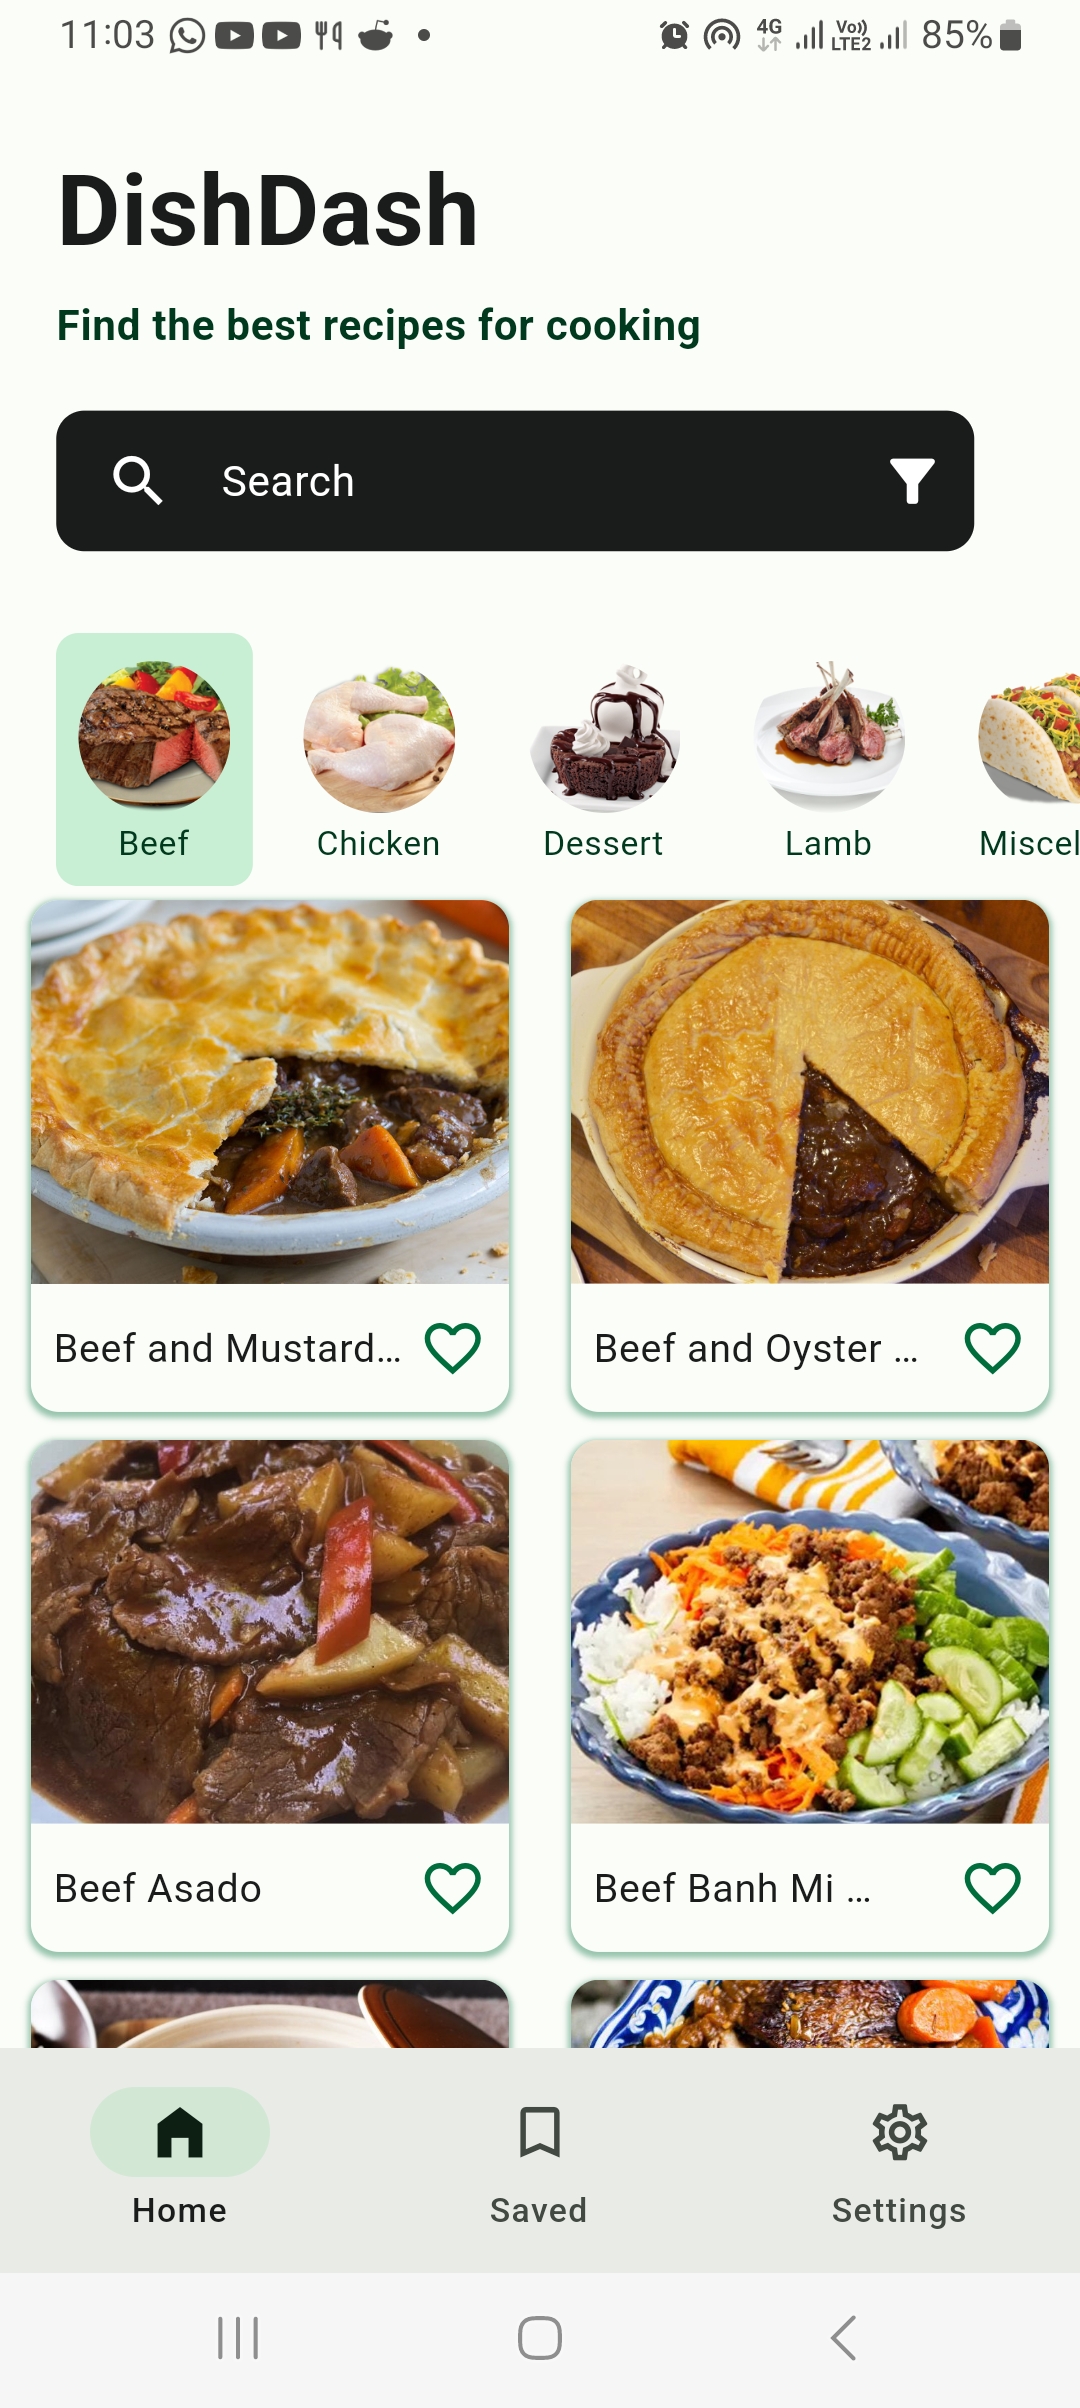 11:03 4G Vo)) LTE2 85%
DishDash
Find the best recipes for cooking
Search
Beef Chicken Dessert Lamb Miscel
Beef and Mustard… Beef and Oyster …
Beef Asado Beef Banh Mi …
Home Saved Settings